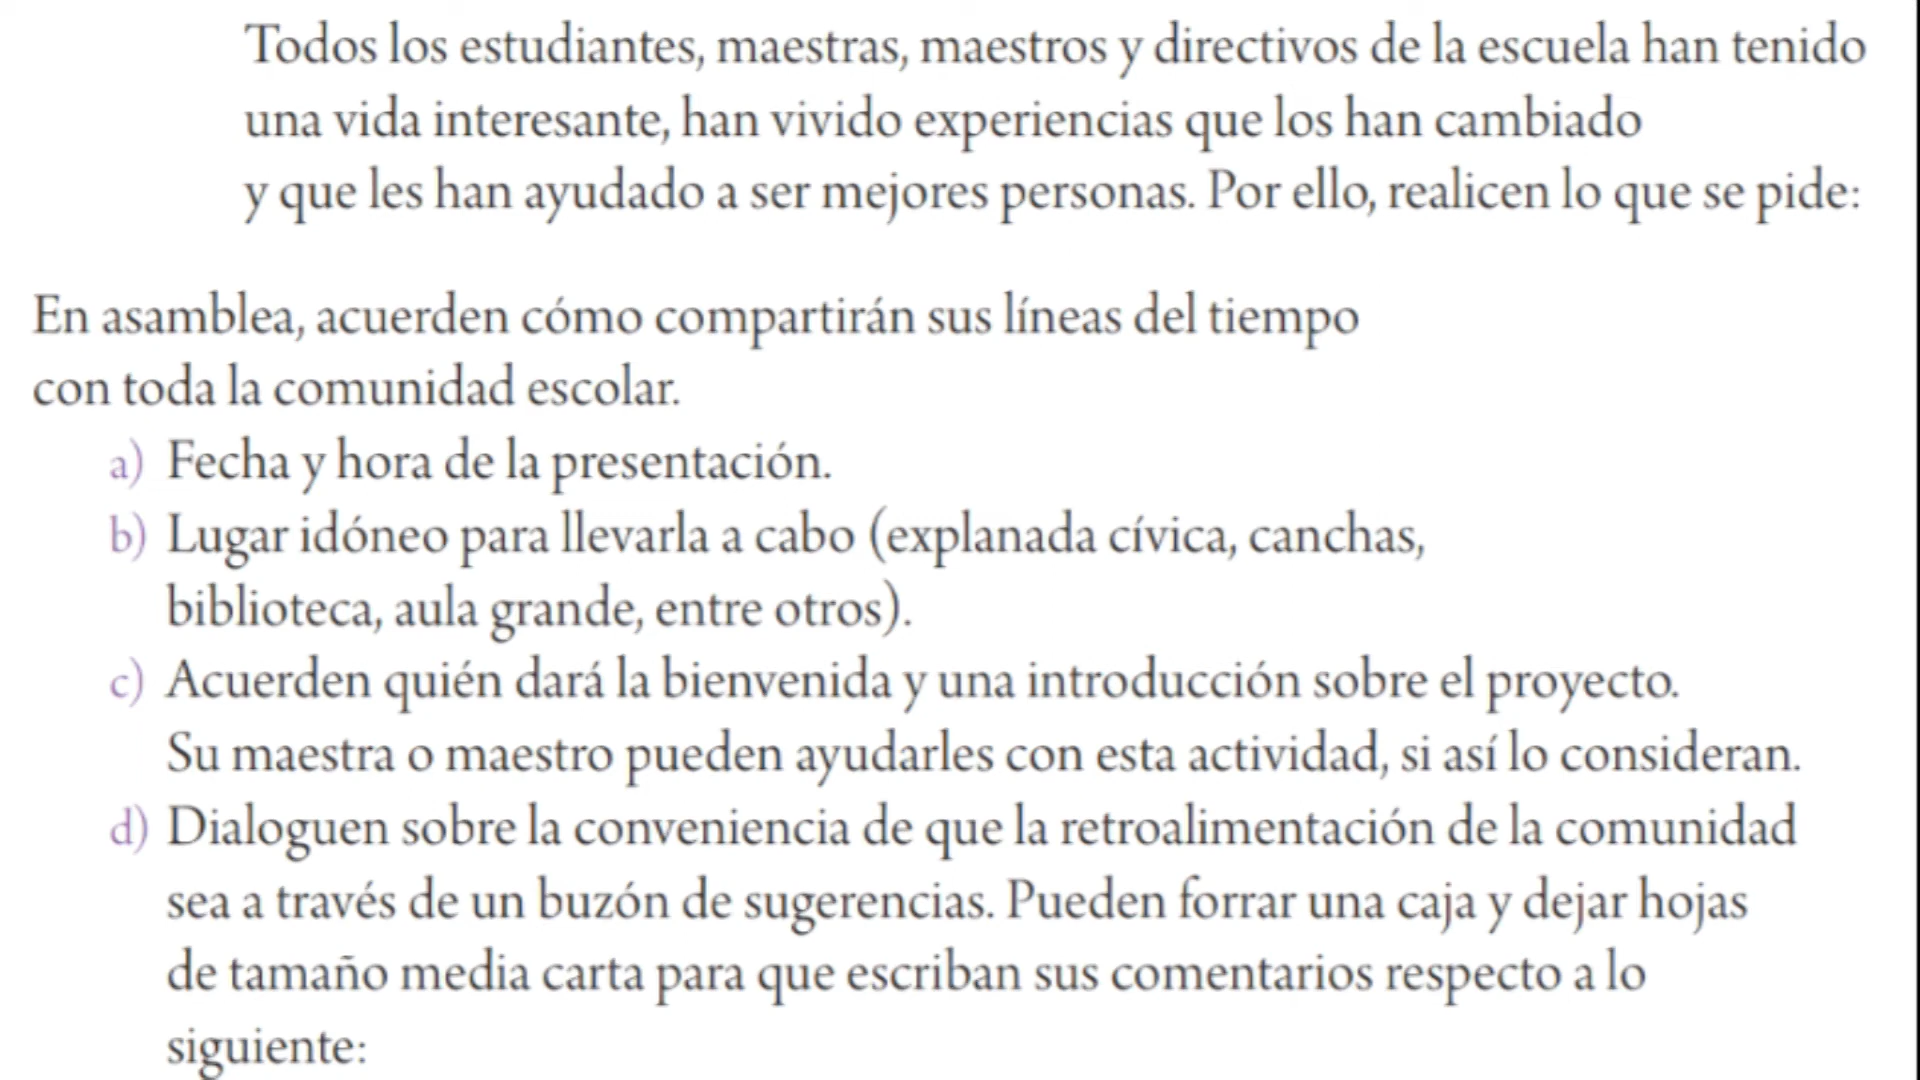 Todos los estudiantes, maestras, maestros y directivos de la escuela han tenido
una vida interesante, han vivido experiencias que los han cambiado
y que les han ayudado a ser mejores personas. Por ello, realicen lo que se pide:
En asamblea, acuerden cómo compartirán sus líneas del tiempo
con toda la comunidad escolar.
a) Fecha y hora de la presentación.
b) Lugar idóneo para llevarla a cabo (explanada cívica, canchas,
biblioteca, aula grande, entre otros).
c) Acuerden quién dará la bienvenida y una introducción sobre el proyecto.
Su maestra o maestro pueden ayudarles con esta actividad, si así lo consideran.
d) Dialoguen sobre la conveniencia de que la retroalimentación de la comunidad
sea a través de un buzón de sugerencias. Pueden forrar una caja y dejar hojas
de tamaño media carta para que escriban sus comentarios respecto a lo
siguiente: